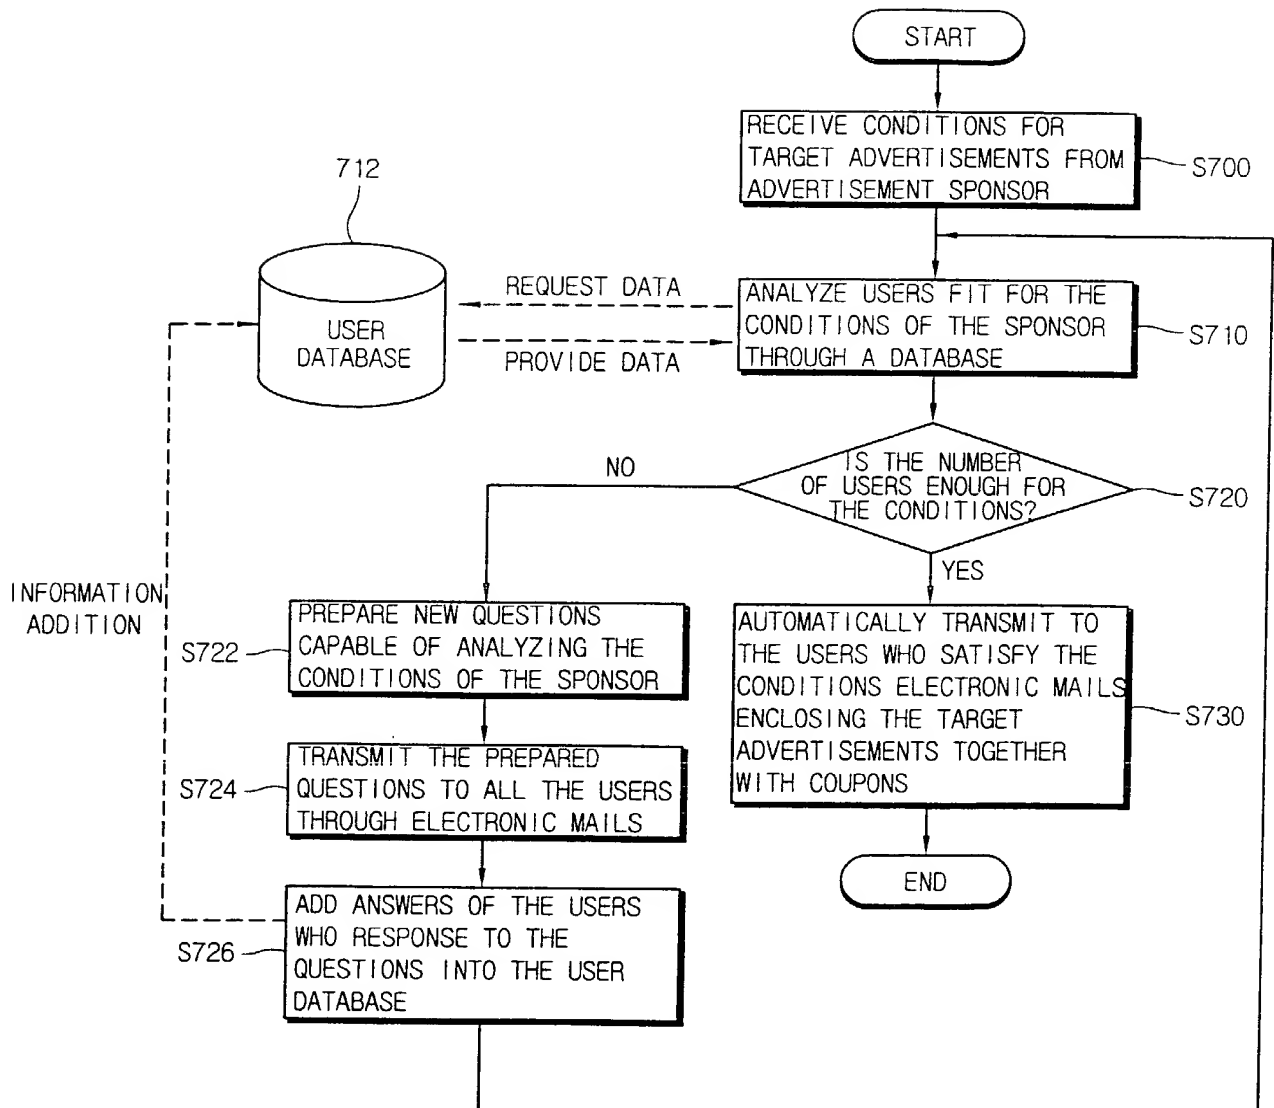 START
RECEIVE CONDITIONS FOR
TARGET ADVERTISEMENTS FROM
ADVERTISEMENT SPONSOR
S700
712
USER
DATABASE
REQUEST DATA
PROVIDE DATA
ANALYZE USERS FIT FOR THE
CONDITIONS OF THE SPONSOR
THROUGH A DATABASE
S710
IS THE NUMBER
OF USERS ENOUGH FOR
THE CONDITIONS?
S720
NO
YES
INFORMATION
ADDITION
PREPARE NEW QUESTIONS
CAPABLE OF ANALYZING THE
CONDITIONS OF THE SPONSOR
S722
AUTOMATICALLY TRANSMIT TO
THE USERS WHO SATISFY THE
CONDITIONS ELECTRONIC MAILS
ENCLOSING THE TARGET
ADVERTISEMENTS TOGETHER
WITH COUPONS
S730
TRANSMIT THE PREPARED
QUESTIONS TO ALL THE USERS
THROUGH ELECTRONIC MAILS
S724
END
ADD ANSWERS OF THE USERS
WHO RESPONSE TO THE
QUESTIONS INTO THE USER
DATABASE
S726